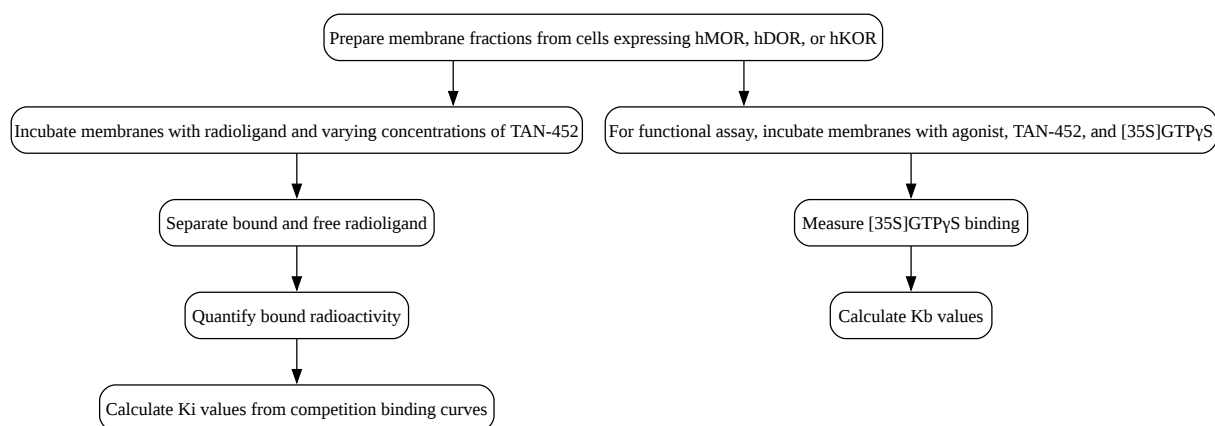 Prepare membrane fractions from cells expressing hMOR, hDOR, or hKOR
Incubate membranes with radioligand and varying concentrations of TAN-452
For functional assay, incubate membranes with agonist, TAN-452, and [35S]GTPγS
Separate bound and free radioligand
Measure [35S]GTPγS binding
Quantify bound radioactivity
Calculate Kb values
Calculate Ki values from competition binding curves